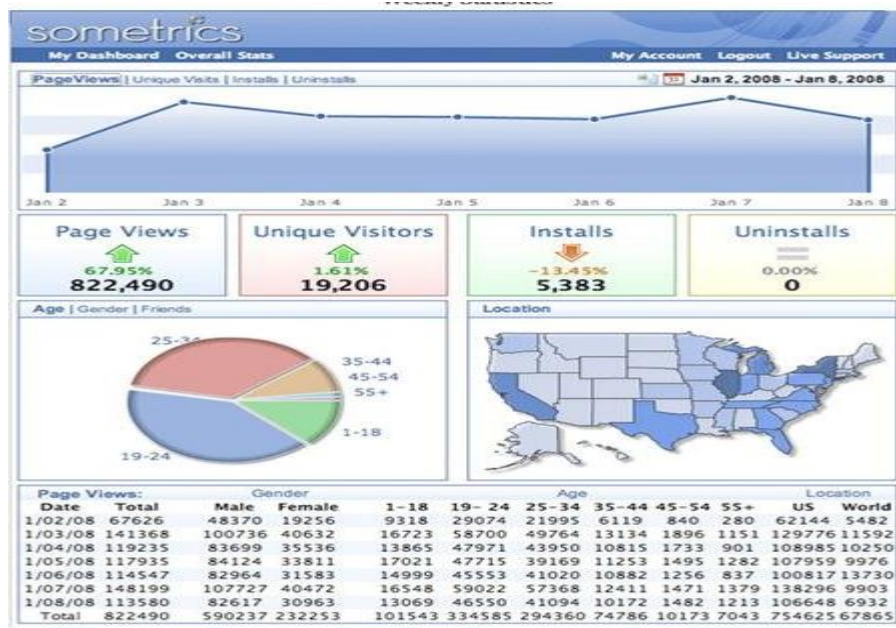 Weekly Statistics
sometrics
My Dashboard Overall Stats My Account Logout Live Support
PageViews | Unique Visits | Installs | Uninstalls Jan 2, 2008 - Jan 8, 2008
Jan 2 Jan 3 Jan 4 Jan 5 Jan 6 Jan 7 Jan 8
Page Views Unique Visitors Installs Uninstalls
67.95% 1.61% -13.45% 0.00%
822,490 19,206 5,383 0
Age | Gender | Friends Location
25-34
35-44
45-54
55+
1-18
19-24
Page Views: Gender Age Location
Date Total Male Female 1-18 19-24 25-34 35-44 45-54 55+ US World
1/02/08 67626 48370 19256 9318 29074 21995 6119 840 280 62144 5482
1/03/08 141368 100736 40632 16723 58700 49764 13134 1896 1151 129776 11592
1/04/08 119235 83699 35536 13865 47971 43950 10815 1733 901 108985 10250
1/05/08 117935 84124 33811 17021 47715 39169 11253 1495 1282 107959 9976
1/06/08 114547 82964 31583 14999 45553 41020 10882 1256 837 100817 13730
1/07/08 148199 107727 40472 16548 59022 57368 12411 1471 1379 138296 9903
1/08/08 113580 82617 30963 13069 46550 41094 10172 1482 1213 106648 6932
Total 822490 590237 232253 101543 334585 294360 74786 10173 7043 754625 67865